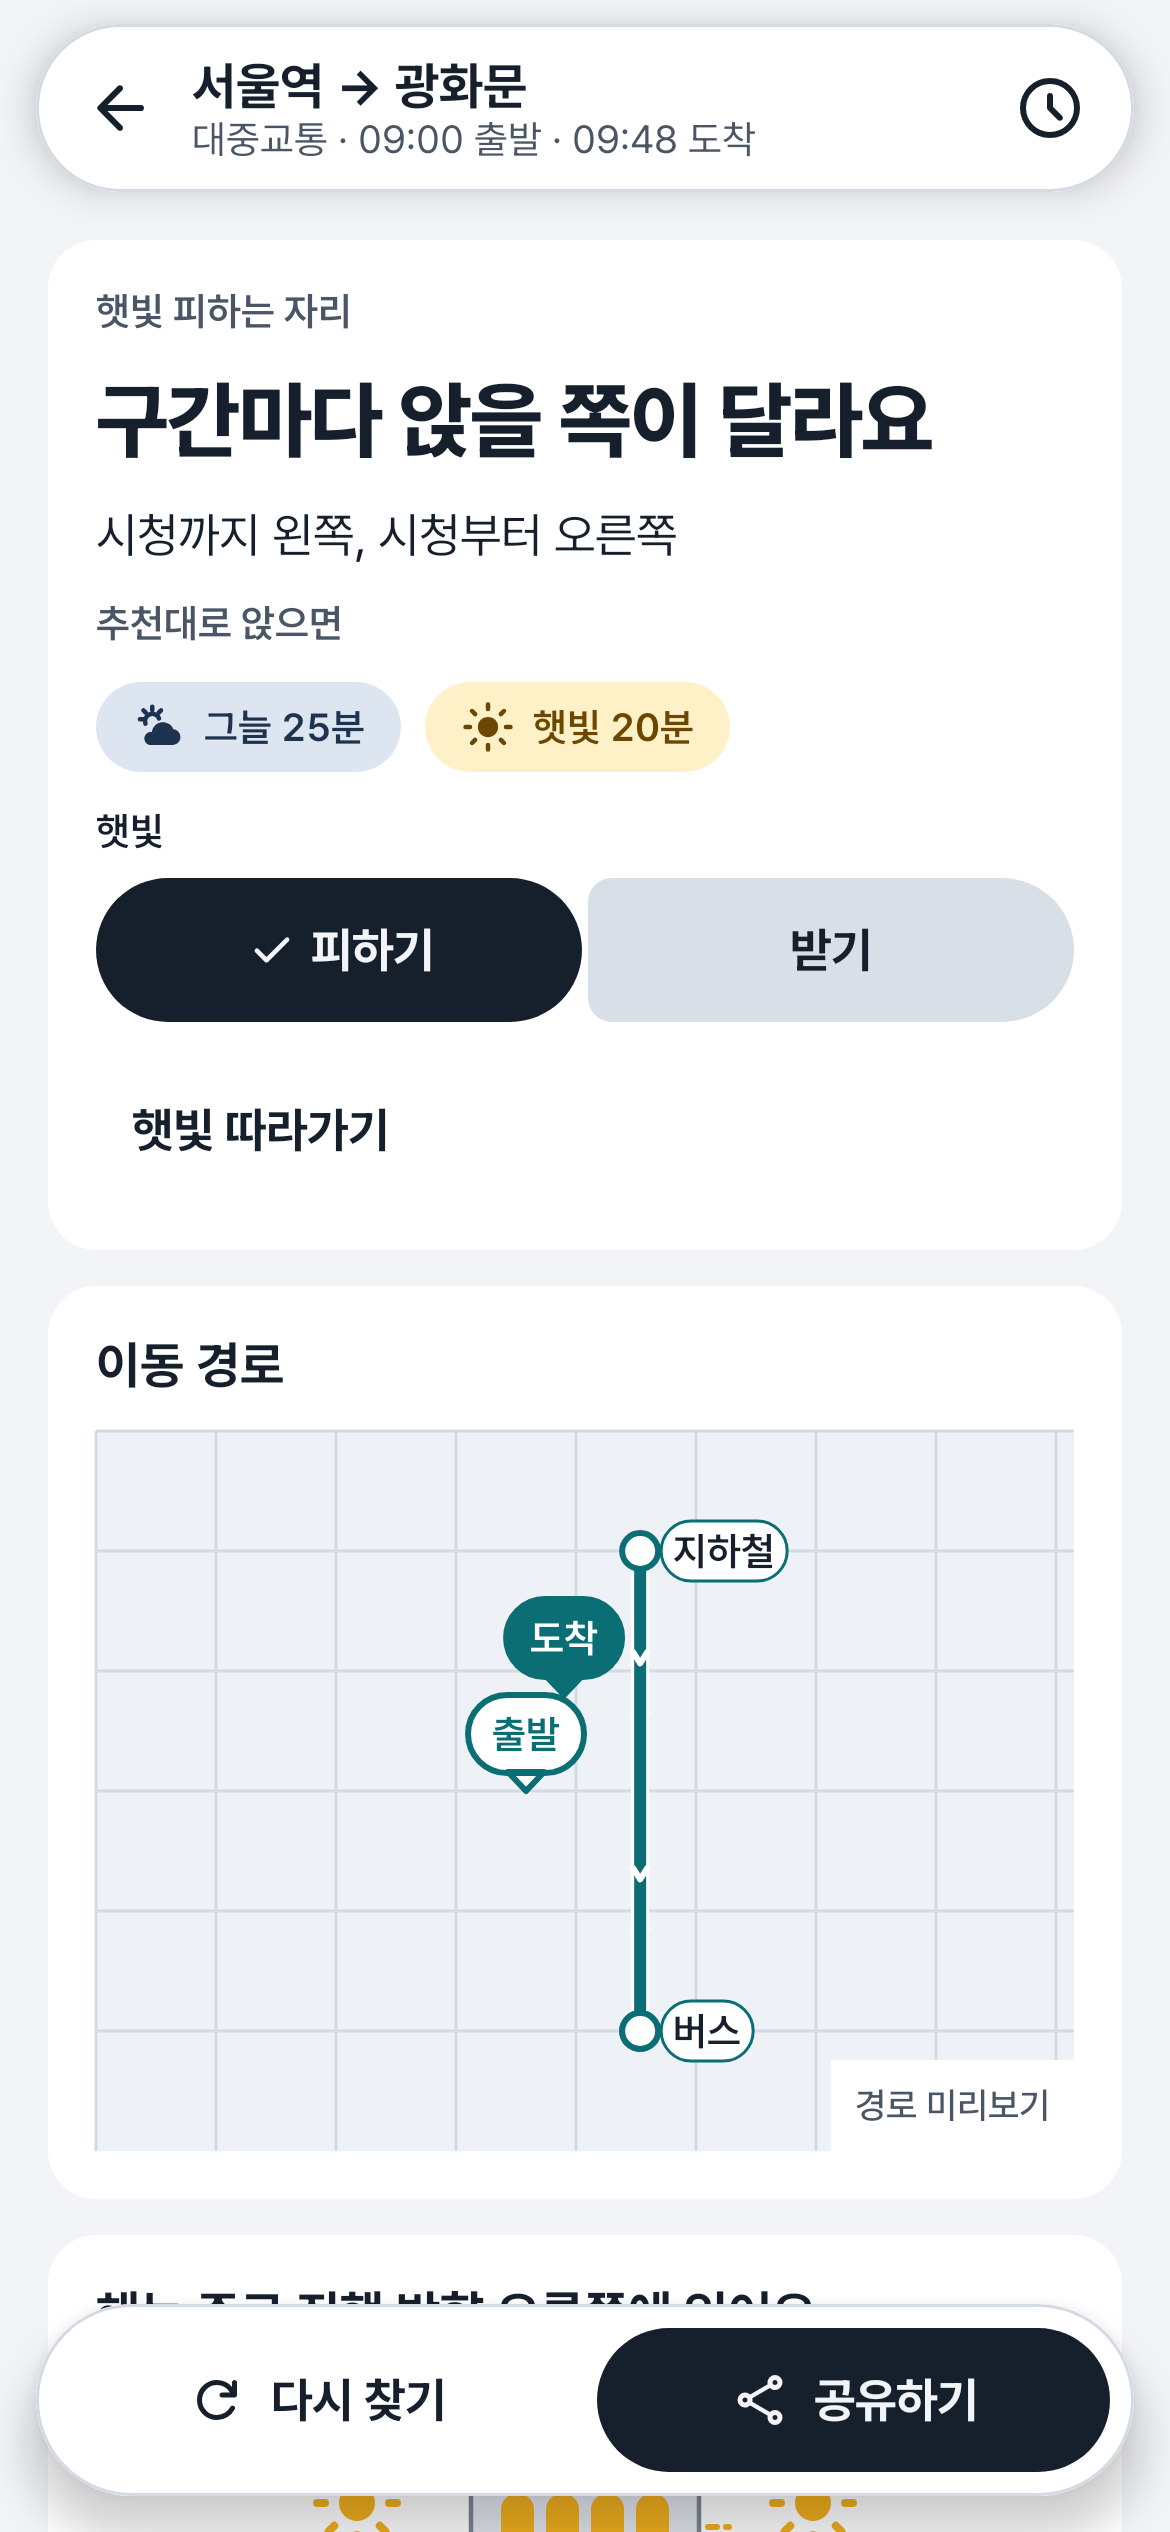 서울역 → 광화문
대중교통 · 09:00 출발 · 09:48 도착
햇빛 피하는 자리
구간마다 앉을 쪽이 달라요
시청까지 왼쪽, 시청부터 오른쪽
추천대로 앉으면
그늘 25분
햇빛 20분
햇빛
피하기
받기
햇빛 따라가기
이동 경로
지하철
도착
출발
버스
경로 미리보기
다시 찾기
공유하기